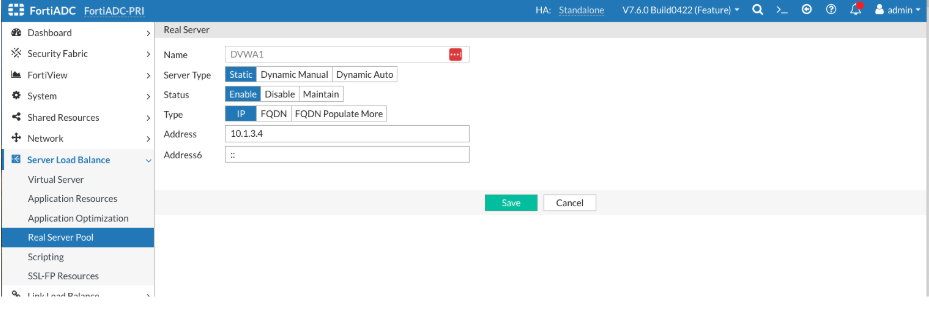 FortiADC FortiADC-PRI HA: Standalone V7.6.0 Build0422 (Feature) admin
Dashboard
Security Fabric
FortiView
System
Shared Resources
Network
Server Load Balance
Virtual Server
Application Resources
Application Optimization
Real Server Pool
Scripting
SSL-FP Resources
Link Load Balance
Real Server
Name DVWA1
Server Type Static Dynamic Manual Dynamic Auto
Status Enable Disable Maintain
Type IP FQDN FQDN Populate More
Address 10.1.3.4
Address6 ::
Save Cancel